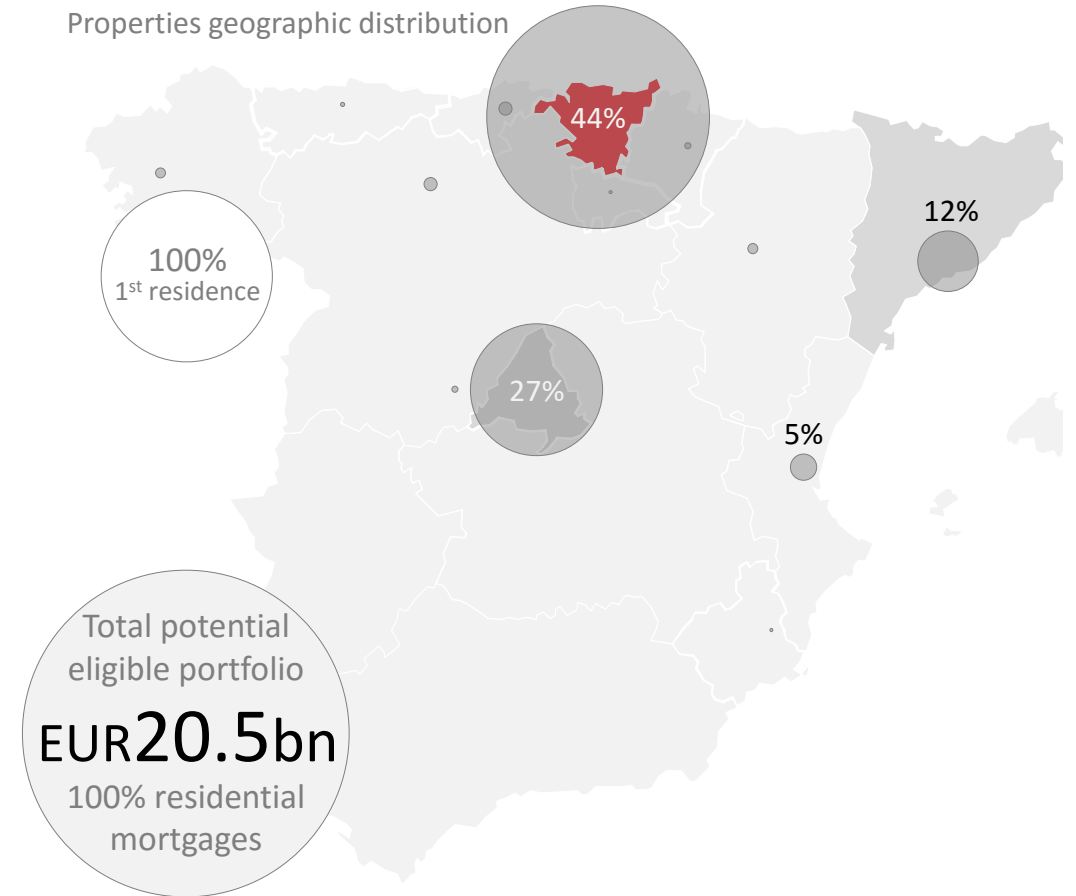 Properties geographic distribution
44%
12%
100%
1st residence
27%
5%
Total potential
eligible portfolio
EUR20.5bn
100% residential
mortgages